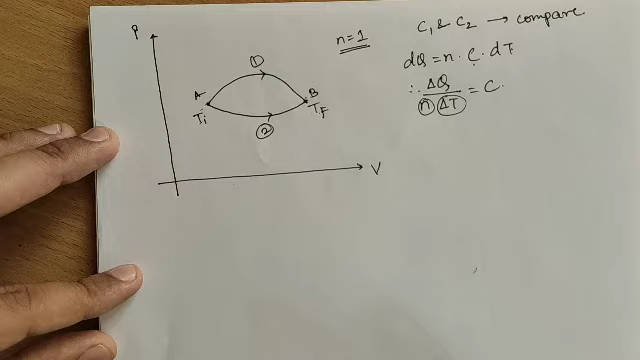 P
n=1
C₁ & C₂ → compare
①
dQ = n · C · dT
A
B
∴ ΔQ / n ΔT = C.
Ti
TF
②
V